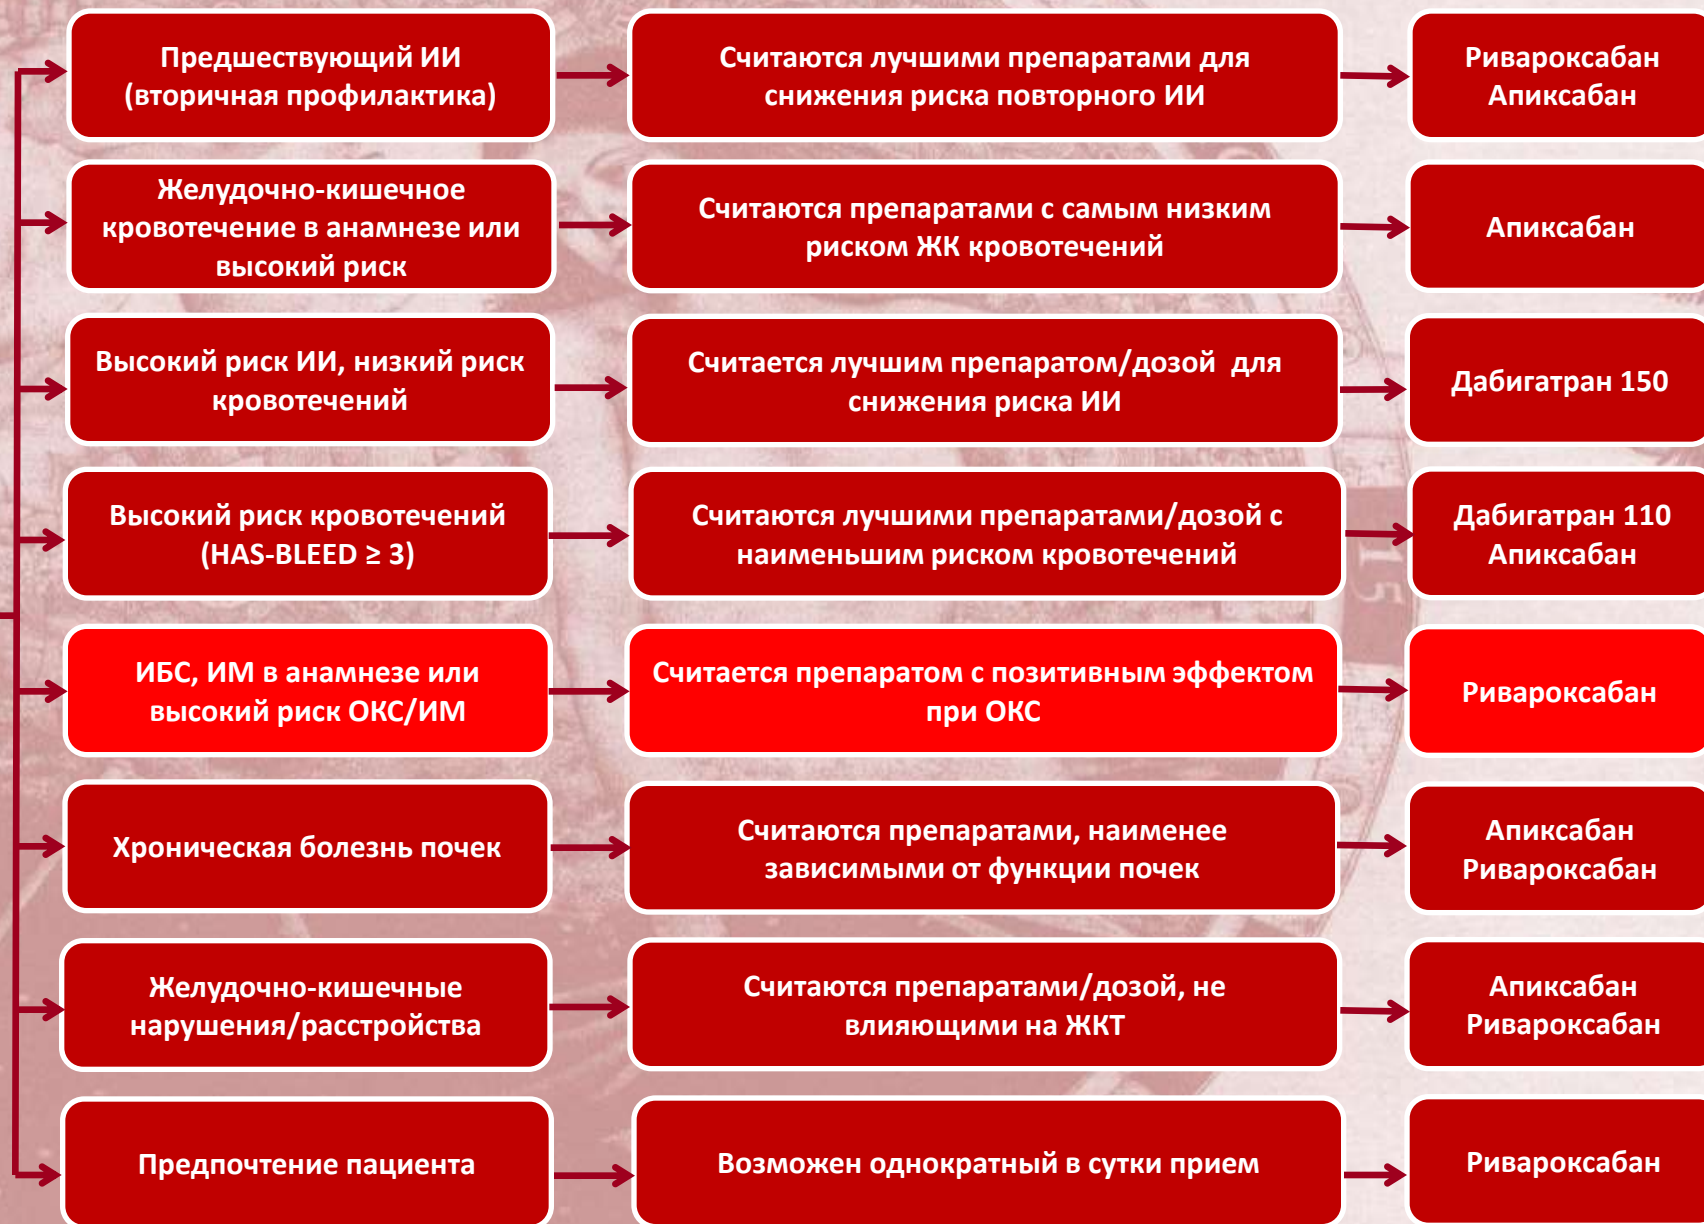 Предшествующий ИИ
(вторичная профилактика)
Считаются лучшими препаратами для
снижения риска повторного ИИ
Ривароксабан
Апиксабан
Желудочно-кишечное
кровотечение в анамнезе или
высокий риск
Считаются препаратами с самым низким
риском ЖК кровотечений
Апиксабан
Высокий риск ИИ, низкий риск
кровотечений
Считается лучшим препаратом/дозой для
снижения риска ИИ
Дабигатран 150
Высокий риск кровотечений
(HAS-BLEED ≥ 3)
Считаются лучшими препаратами/дозой с
наименьшим риском кровотечений
Дабигатран 110
Апиксабан
15
ИБС, ИМ в анамнезе или
высокий риск ОКС/ИМ
Считается препаратом с позитивным эффектом
при ОКС
Ривароксабан
Хроническая болезнь почек
Считаются препаратами, наименее
зависимыми от функции почек
Апиксабан
Ривароксабан
Желудочно-кишечные
нарушения/расстройства
Считаются препаратами/дозой, не
влияющими на ЖКТ
Апиксабан
Ривароксабан
Предпочтение пациента
Возможен однократный в сутки прием
Ривароксабан